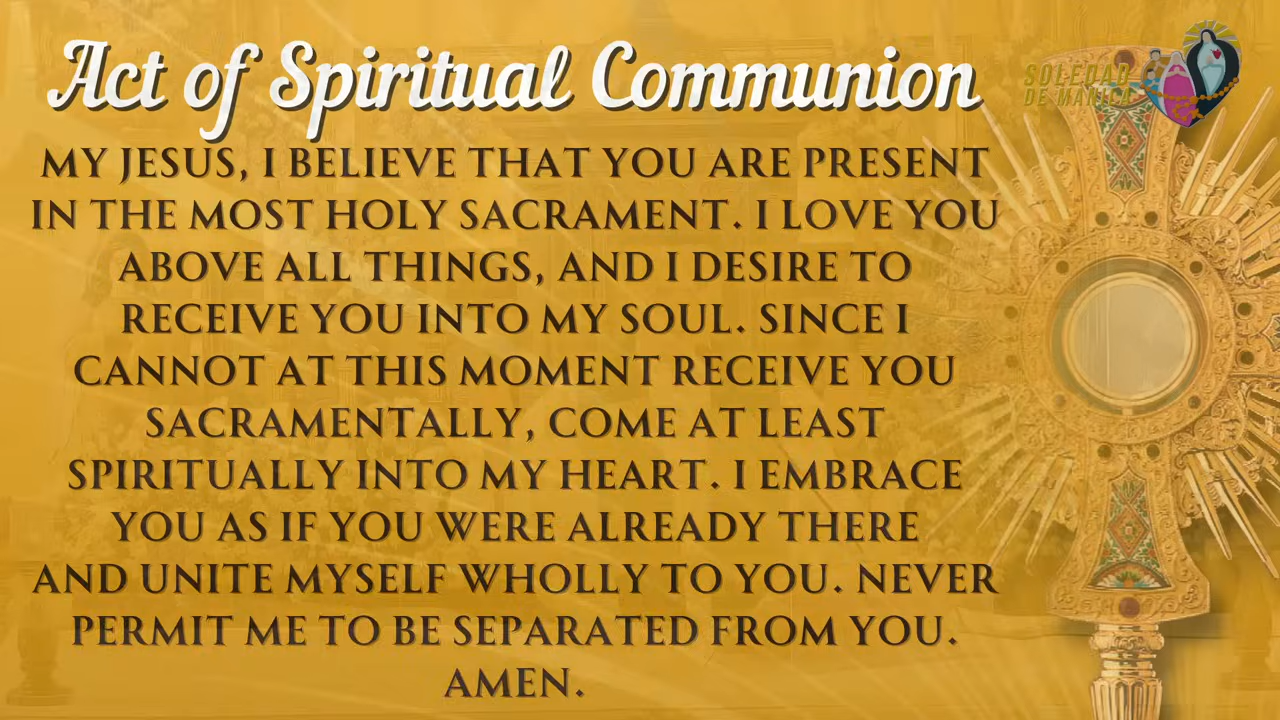 Act of Spiritual Communion
SOLEDAD
DE MANILA
MY JESUS, I BELIEVE THAT YOU ARE PRESENT
IN THE MOST HOLY SACRAMENT. I LOVE YOU
ABOVE ALL THINGS, AND I DESIRE TO
RECEIVE YOU INTO MY SOUL. SINCE I
CANNOT AT THIS MOMENT RECEIVE YOU
SACRAMENTALLY, COME AT LEAST
SPIRITUALLY INTO MY HEART. I EMBRACE
YOU AS IF YOU WERE ALREADY THERE
AND UNITE MYSELF WHOLLY TO YOU. NEVER
PERMIT ME TO BE SEPARATED FROM YOU.
AMEN.